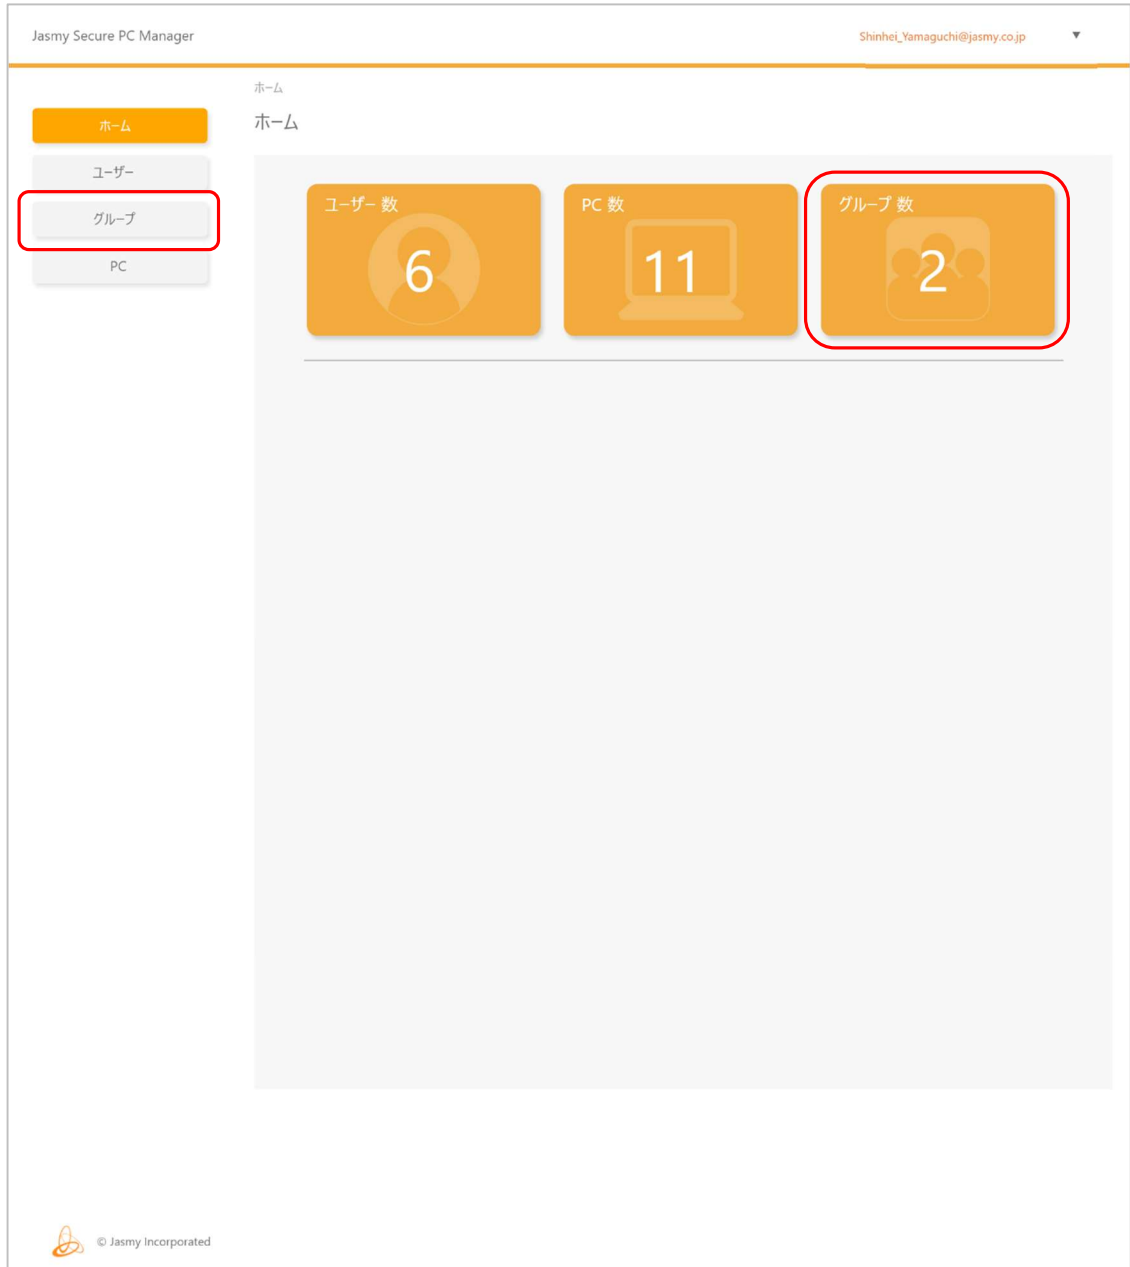 Jasmy Secure PC Manager
Shinhei_Yamaguchi@jasmy.co.jp ▼
ホーム
ホーム
ホーム
ユーザー
グループ
PC
ユーザー 数
6
PC 数
11
グループ 数
2
© Jasmy Incorporated